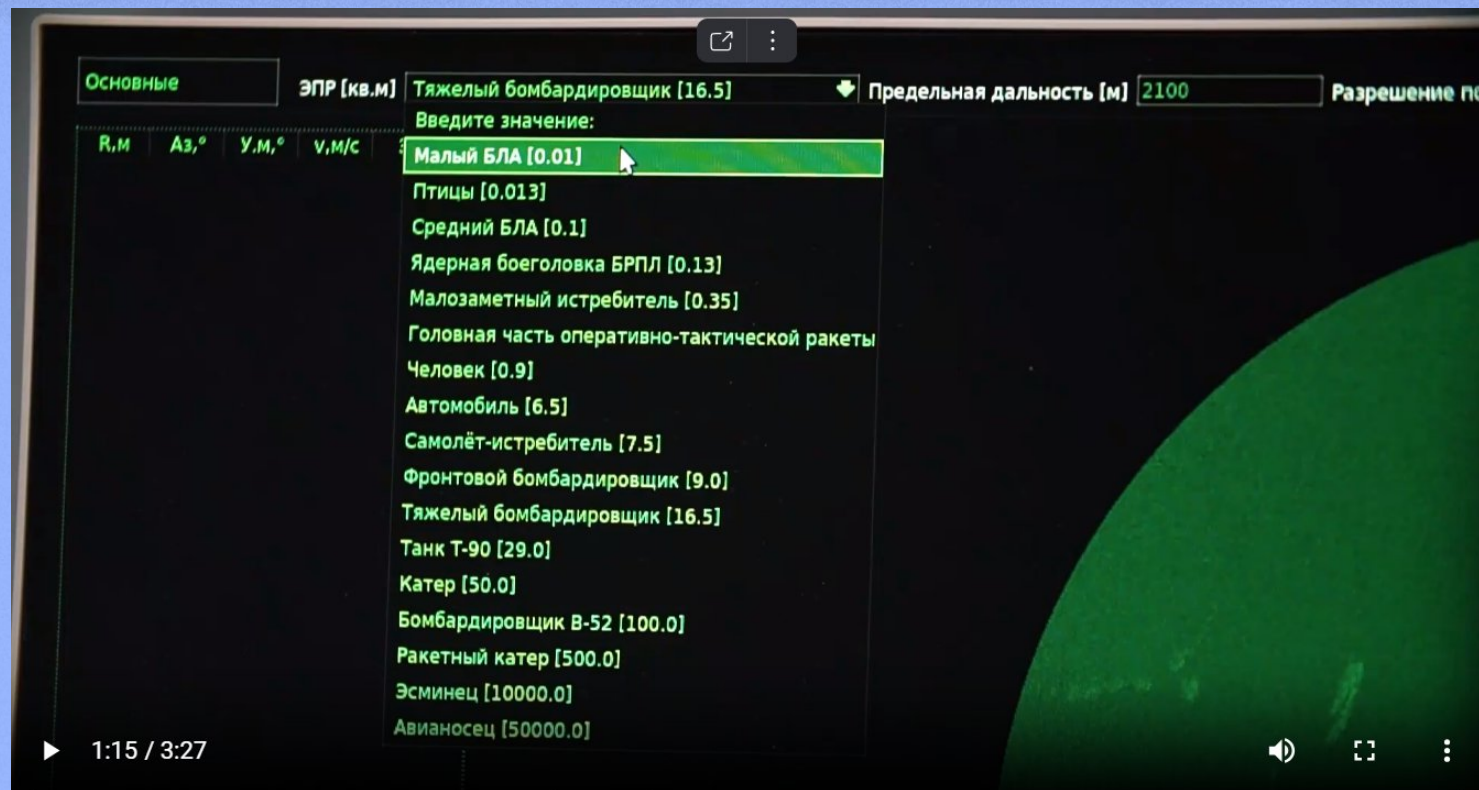 Основные
ЭПР [кв.м] Тяжелый бомбардировщик [16.5] Предельная дальность [м] 2100 Разрешение
Введите значение:
R,м Аз,° У.м,° v,м/с
Малый БЛА [0.01]
Птицы [0.013]
Средний БЛА [0.1]
Ядерная боеголовка БРПЛ [0.13]
Малозаметный истребитель [0.35]
Головная часть оперативно-тактической ракеты
Человек [0.9]
Автомобиль [6.5]
Самолёт-истребитель [7.5]
Фронтовой бомбардировщик [9.0]
Тяжелый бомбардировщик [16.5]
Танк Т-90 [29.0]
Катер [50.0]
Бомбардировщик B-52 [100.0]
Ракетный катер [500.0]
Эсминец [10000.0]
Авианосец [50000.0]
1:15 / 3:27